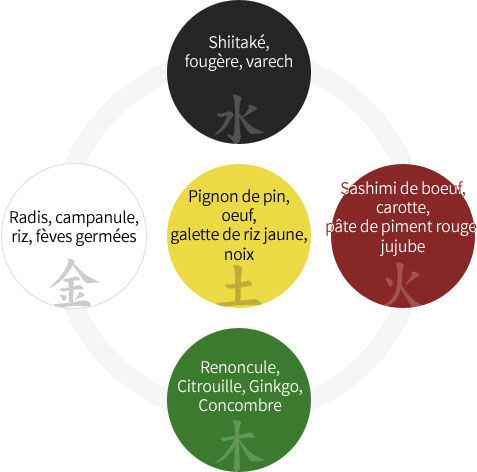 Shiitaké,
fougère, varech
水
Radis, campanule,
riz, fèves germées
金
Pignon de pin,
oeuf,
galette de riz jaune,
noix
土
Sashimi de boeuf,
carotte,
pâte de piment rouge
jujube
火
Renoncule,
Citrouille, Ginkgo,
Concombre
木